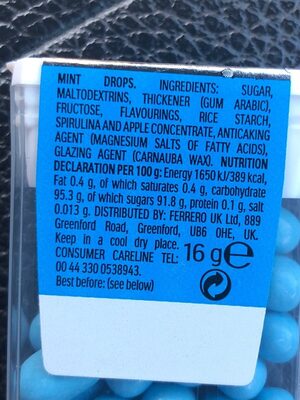 MINT DROPS. INGREDIENTS: SUGAR,
MALTODEXTRINS, THICKENER (GUM ARABIC),
FRUCTOSE, FLAVOURINGS, RICE STARCH,
SPIRULINA AND APPLE CONCENTRATE, ANTICAKING
AGENT (MAGNESIUM SALTS OF FATTY ACIDS),
GLAZING AGENT (CARNAUBA WAX). NUTRITION
DECLARATION PER 100 g: Energy 1650 kJ/389 kcal,
Fat 0.4 g, of which saturates 0.4 g, carbohydrate
95.3 g, of which sugars 91.8 g, protein 0.1 g, salt
0.013 g. DISTRIBUTED BY: FERRERO UK Ltd, 889
Greenford Road, Greenford, UB6 0HE, UK.
Keep in a cool dry place.
CONSUMER CARELINE TEL: 16 g e
00 44 330 0538943.
Best before: (see below)